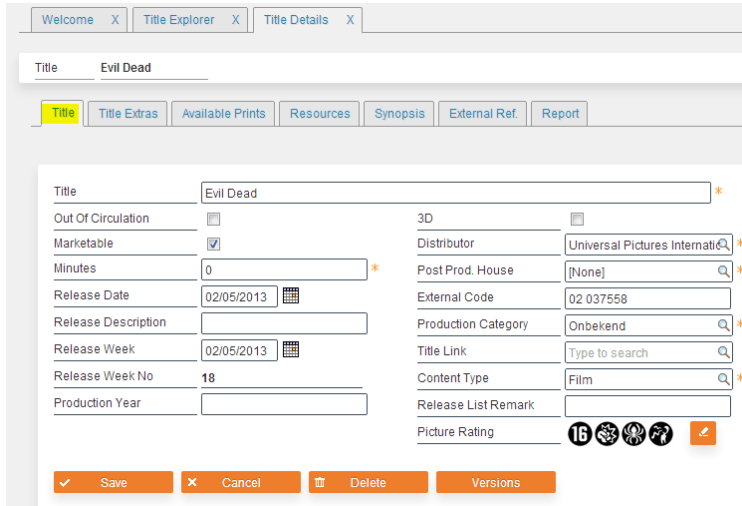 Welcome X Title Explorer X Title Details X
Title Evil Dead
Title Title Extras Available Prints Resources Synopsis External Ref. Report
Title Evil Dead *
Out Of Circulation 3D
Marketable Distributor Universal Pictures Internatic *
Minutes 0 * Post Prod. House [None] *
Release Date 02/05/2013 External Code 02 037558
Release Description Production Category Onbekend *
Release Week 02/05/2013 Title Link Type to search
Release Week No 18 Content Type Film *
Production Year Release List Remark
Picture Rating 16
Save Cancel Delete Versions